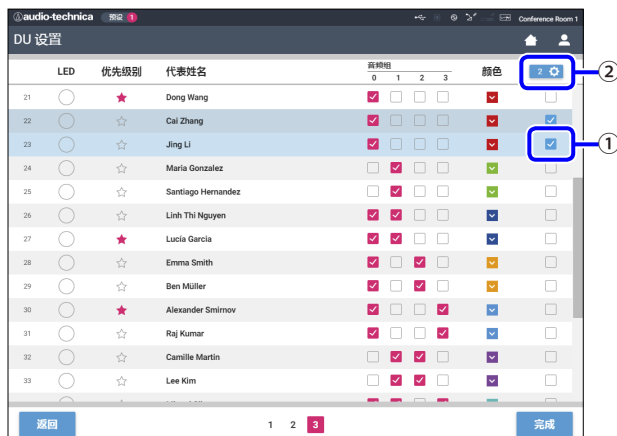 audio-technica 预设 1 Conference Room 1
DU 设置
LED 优先级别 代表姓名 音频组 颜色 2
0 1 2 3
②
21 Dong Wang
22 Cai Zhang
23 Jing Li
①
24 Maria Gonzalez
25 Santiago Hernandez
26 Linh Thi Nguyen
27 Lucía García
28 Emma Smith
29 Ben Müller
30 Alexander Smirnov
31 Raj Kumar
32 Camille Martin
33 Lee Kim
返回 1 2 3 完成